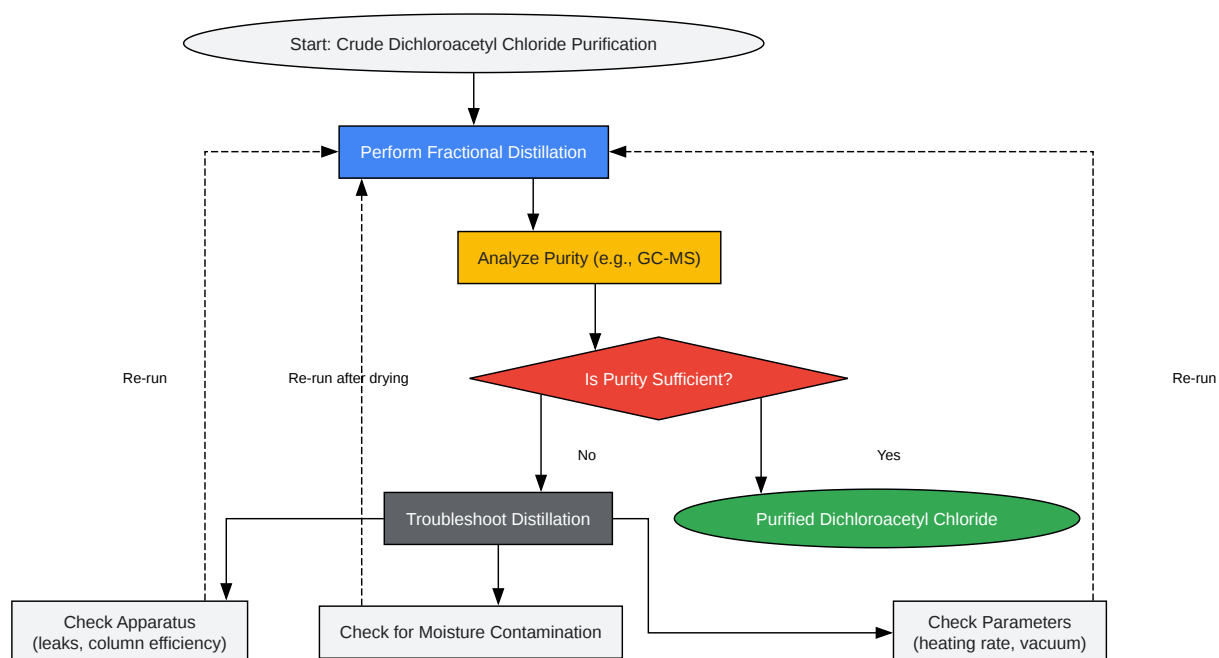 Start: Crude Dichloroacetyl Chloride Purification
Perform Fractional Distillation
Analyze Purity (e.g., GC-MS)
Re-run
Re-run after drying
Is Purity Sufficient?
Re-run
No
Yes
Troubleshoot Distillation
Purified Dichloroacetyl Chloride
Check Apparatus
(leaks, column efficiency)
Check for Moisture Contamination
Check Parameters
(heating rate, vacuum)